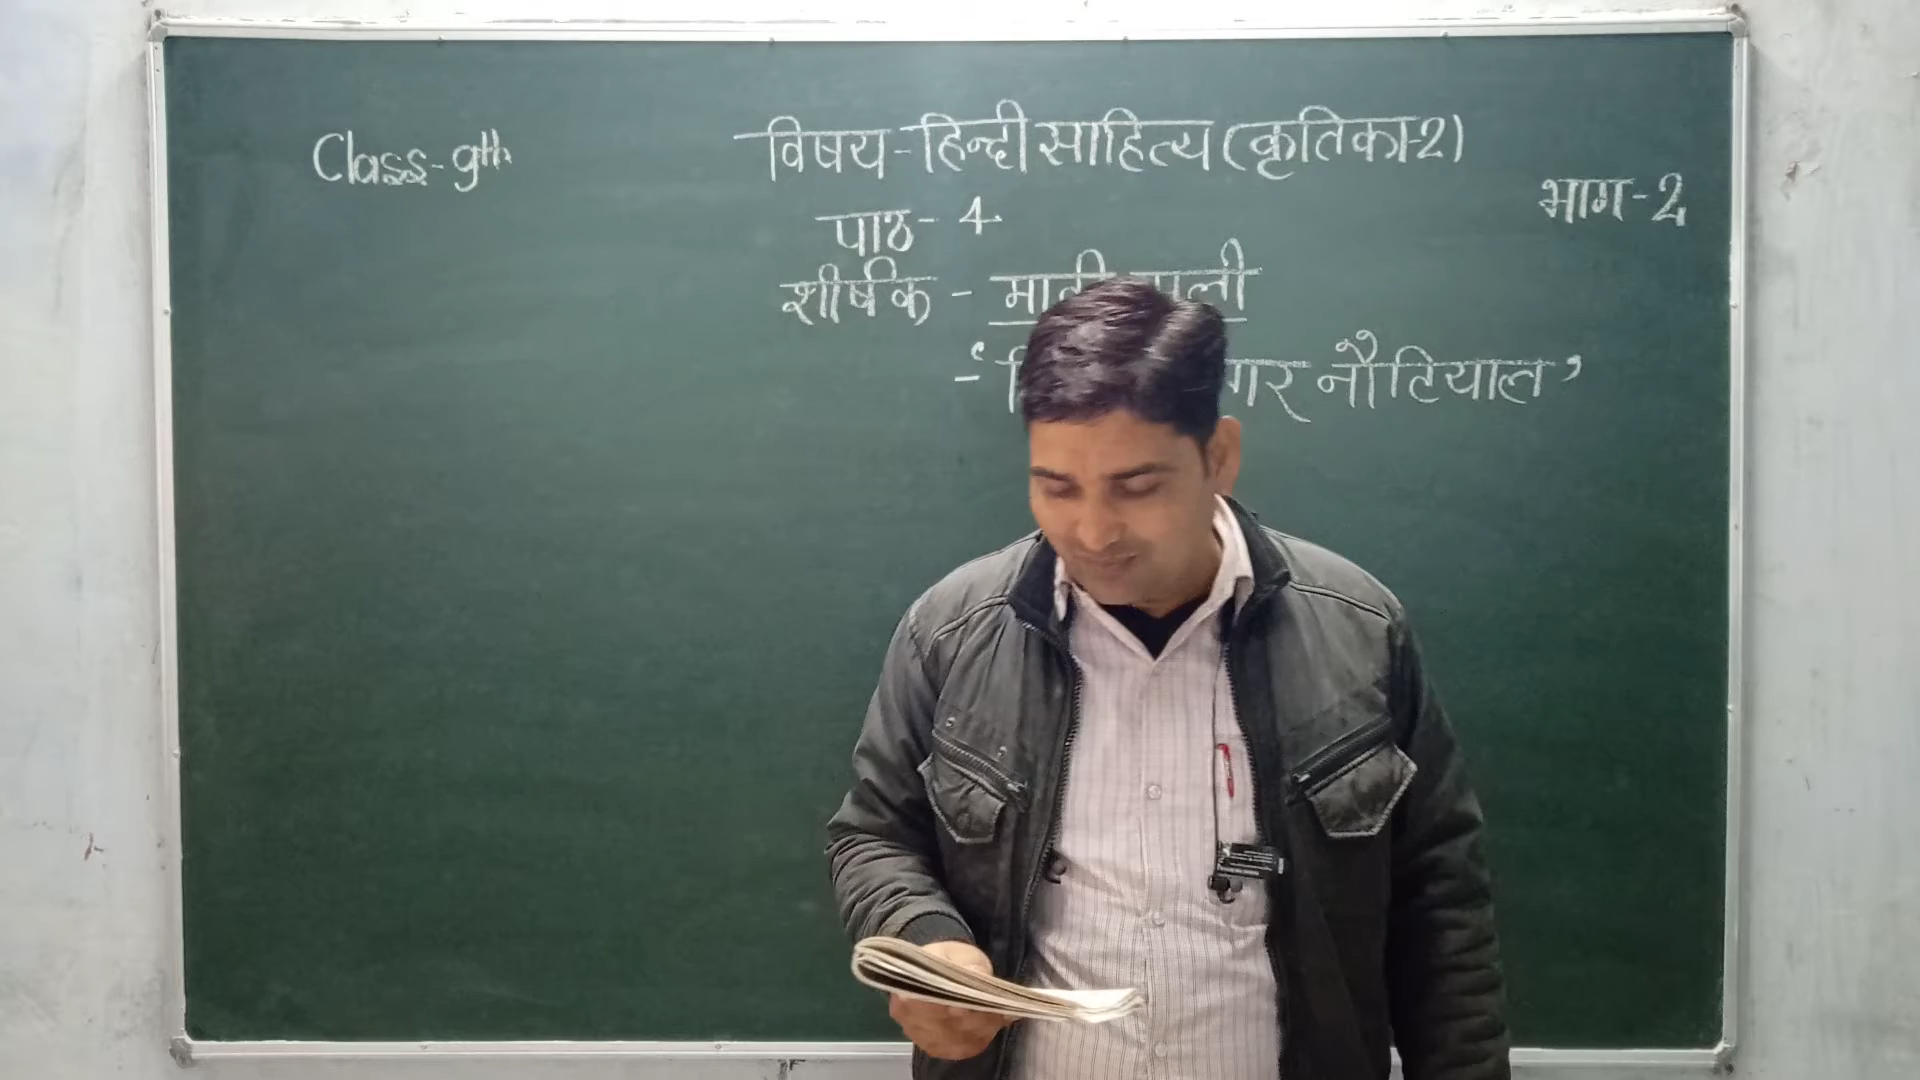 Class-9th
विषय-हिन्दी साहित्य (कृतिका-2)
भाग-2
पाठ-4
शीर्षक -
नौटियाल’